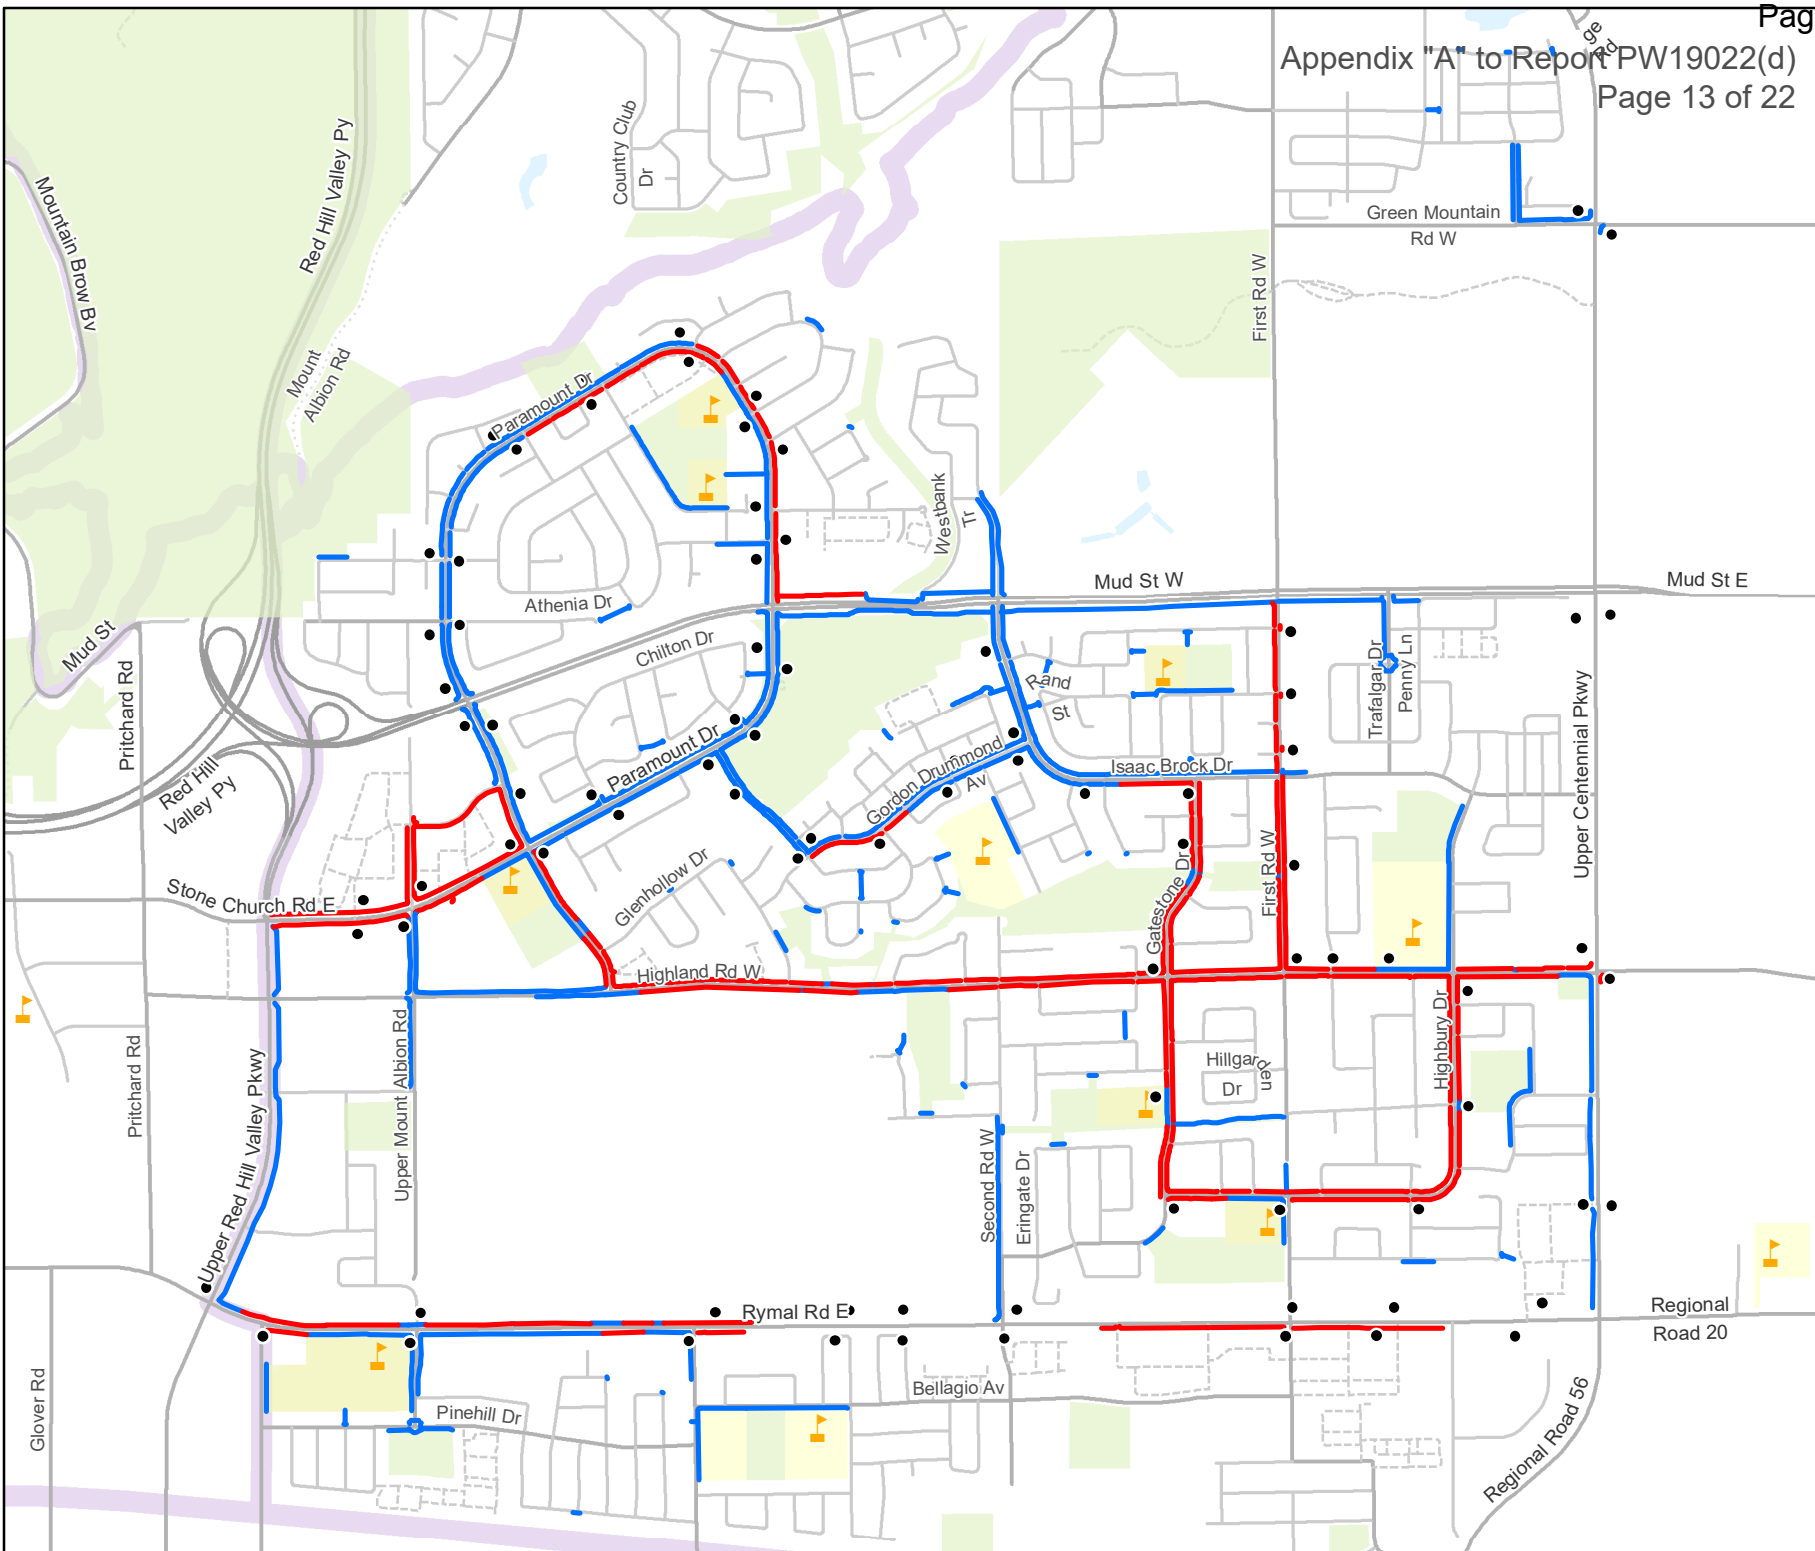 Pag
ge
Rd
Appendix "A" to Report PW19022(d)
Page 13 of 22
Country Club
Dr
Red Hill Valley Py
Mountain Brow Bv
Green Mountain
Rd W
First Rd W
Mount
Albion Rd
Paramount Dr
Westbank
Tr
Mud St W
Mud St E
Athenia Dr
Chilton Dr
Mud St
Pritchard Rd
Rand
St
Trafalgar Dr
Penny Ln
Upper Centennial Pkwy
Red Hill
Valley Py
Paramount Dr
Gordon Drummond
Av
Isaac Brock Dr
Stone Church Rd E
Glenhollow Dr
Gatestone Dr
First Rd W
Highland Rd W
Pritchard Rd
Upper Mount Albion Rd
Upper Red Hill Valley Pkwy
Hillgarden
Dr
Highbury Dr
Second Rd W
Eringate Dr
Rymal Rd E
Regional
Road 20
Glover Rd
Pinehill Dr
Bellagio Av
Regional Road 56